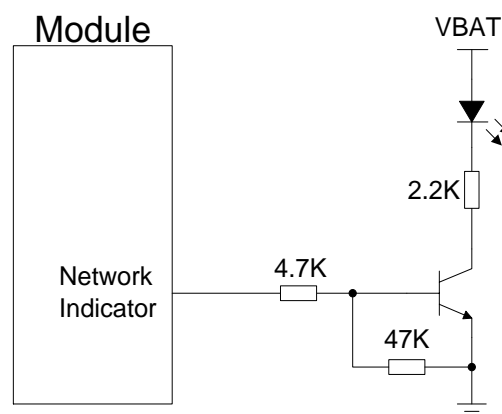 Module
VBAT
2.2K
4.7K
Network
Indicator
47K